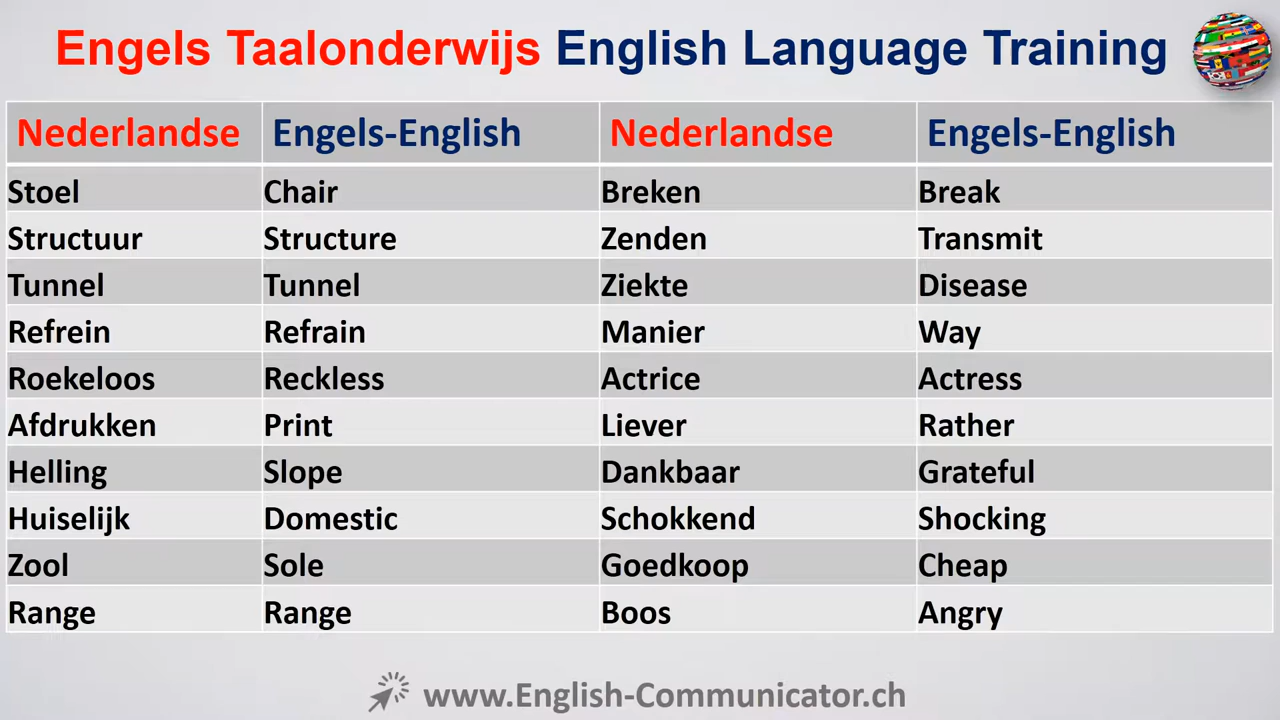 Engels Taalonderwijs English Language Training
Nederlandse Engels-English Nederlandse Engels-English
Stoel Chair Breken Break
Structuur Structure Zenden Transmit
Tunnel Tunnel Ziekte Disease
Refrein Refrain Manier Way
Roekeloos Reckless Actrice Actress
Afdrukken Print Liever Rather
Helling Slope Dankbaar Grateful
Huiselijk Domestic Schokkend Shocking
Zool Sole Goedkoop Cheap
Range Range Boos Angry
www.English-Communicator.ch